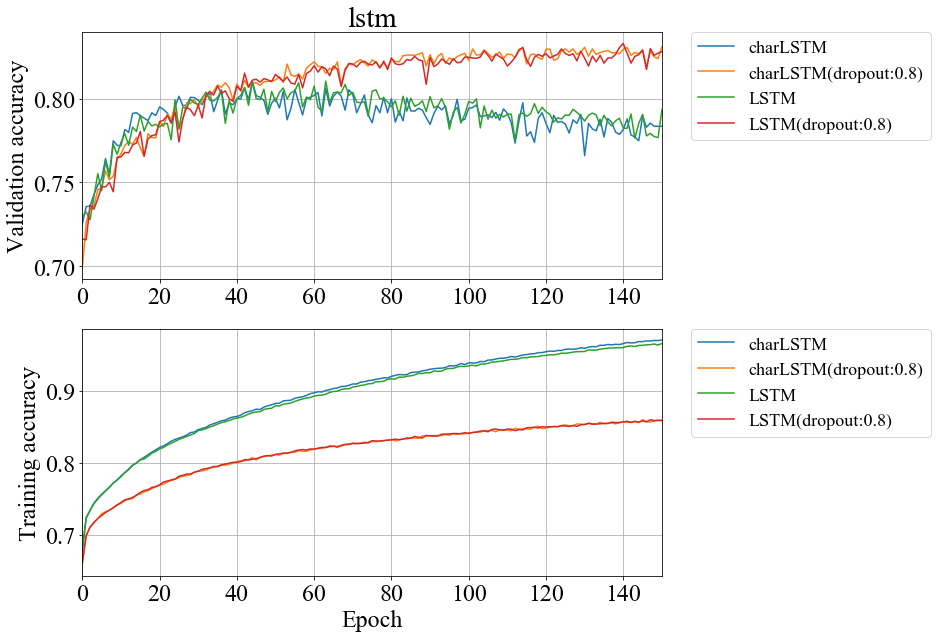 lstm
Validation accuracy
0.80
0.75
0.70
0 20 40 60 80 100 120 140
charLSTM
charLSTM(dropout:0.8)
LSTM
LSTM(dropout:0.8)
Training accuracy
0.9
0.8
0.7
0 20 40 60 80 100 120 140
Epoch
charLSTM
charLSTM(dropout:0.8)
LSTM
LSTM(dropout:0.8)